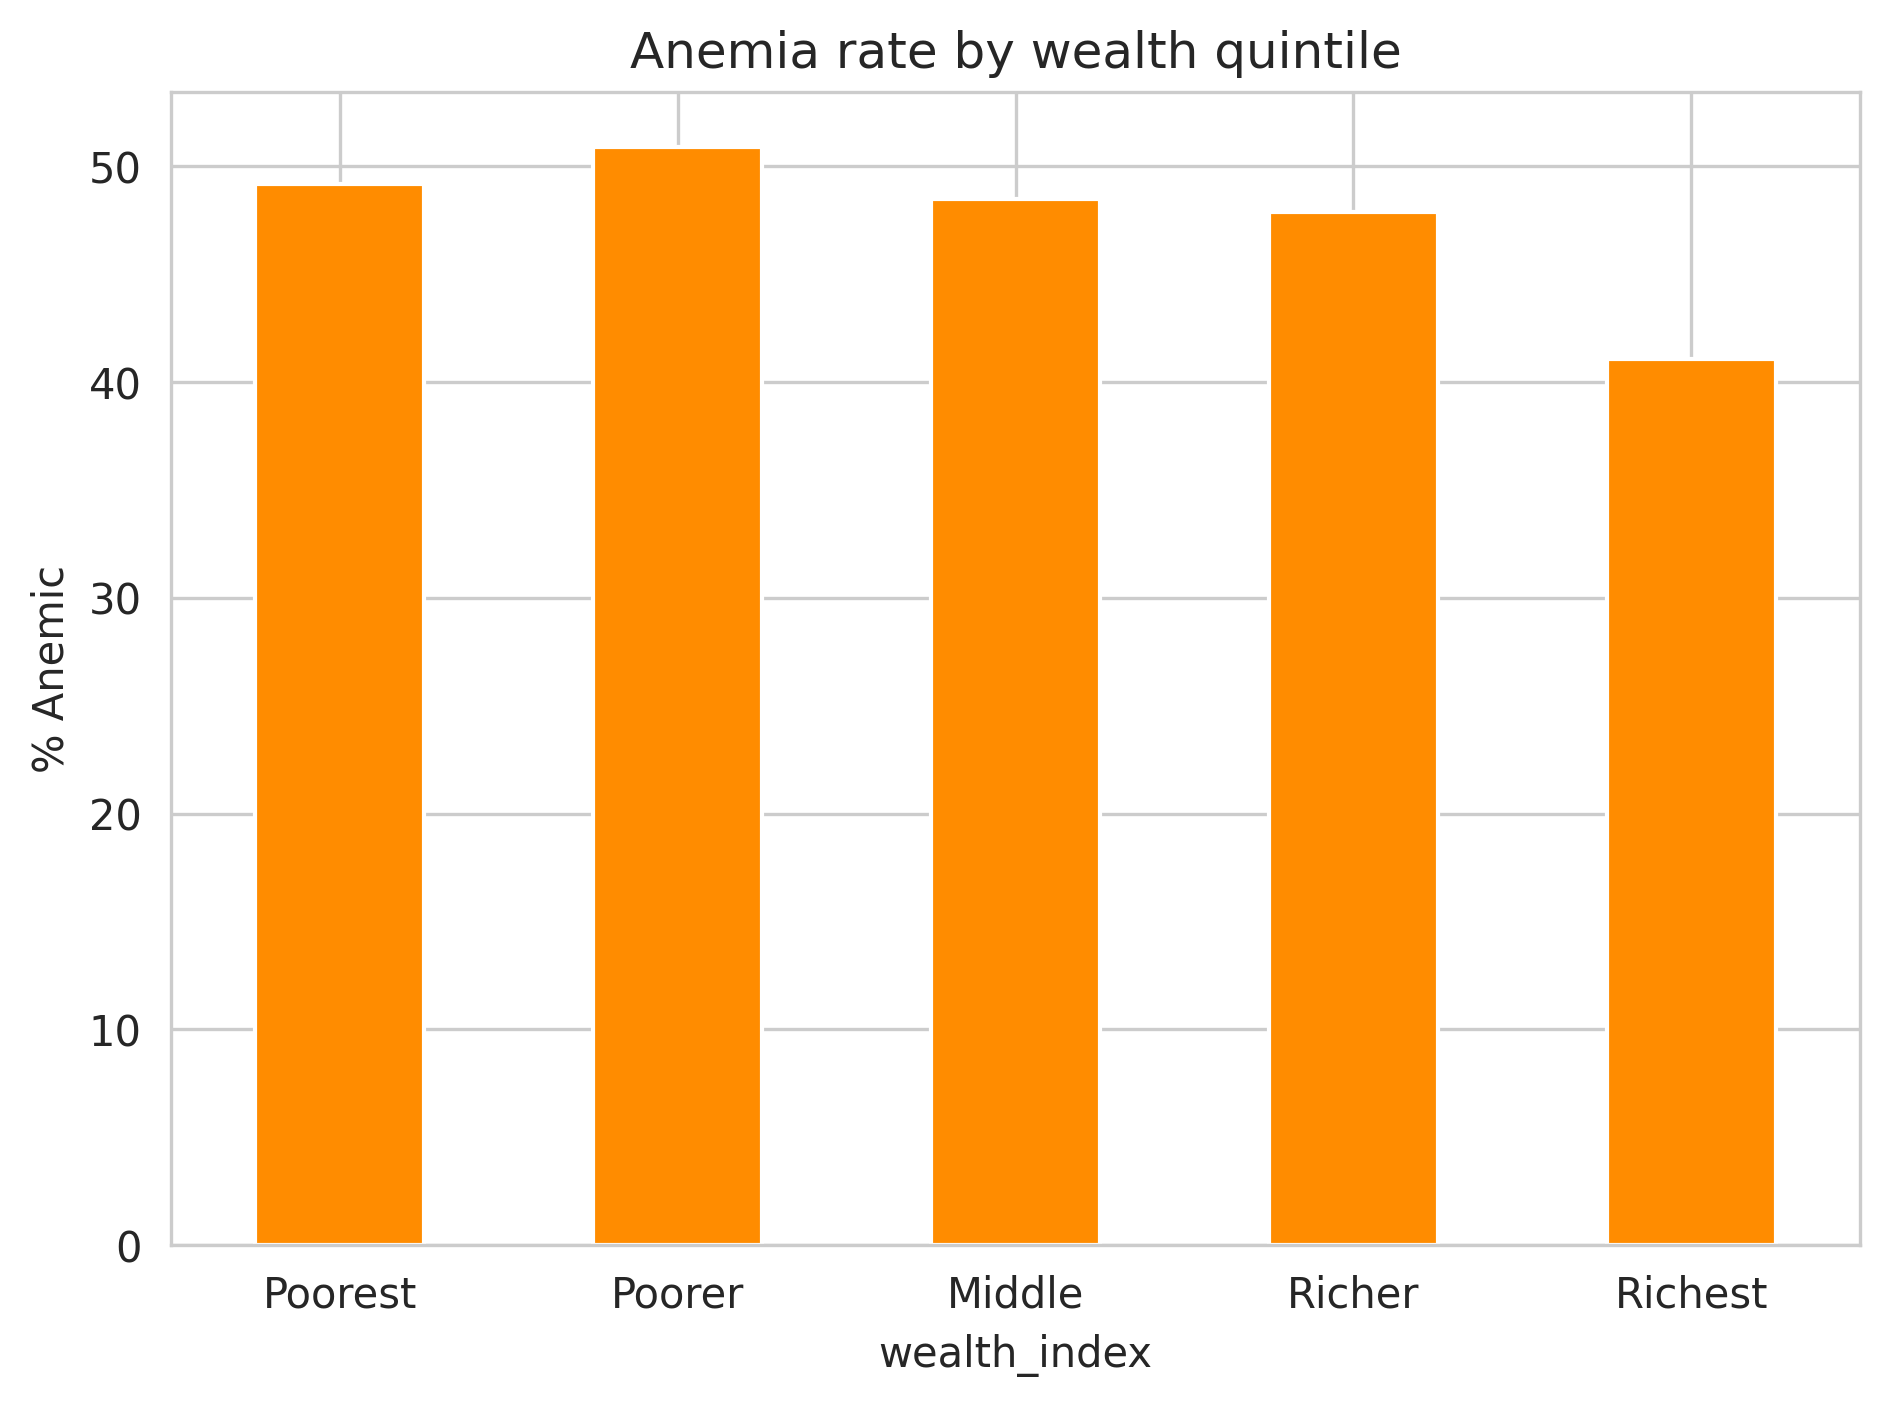 Anemia rate by wealth quintile
% Anemic
50
40
30
20
10
0
Poorest Poorer Middle Richer Richest
wealth_index